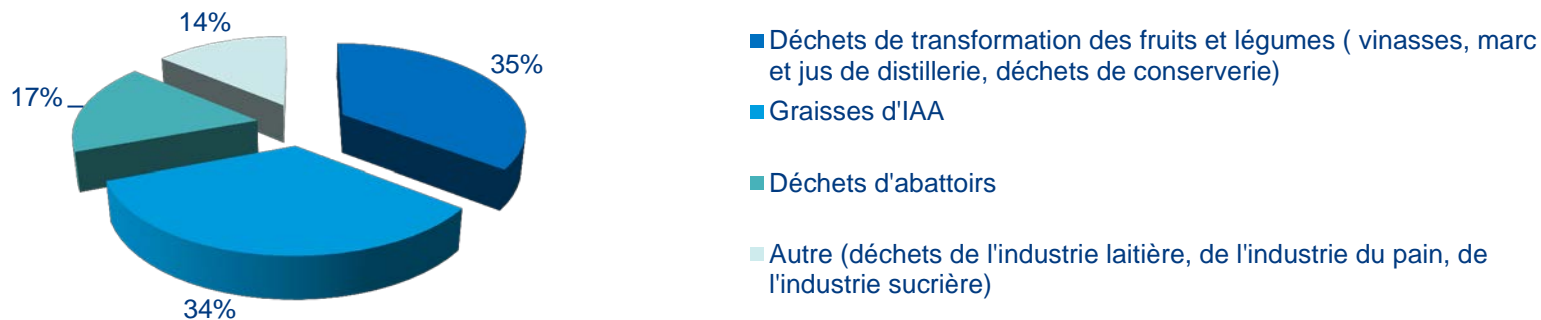 14%
35%
17%
34%
Déchets de transformation des fruits et légumes ( vinasses, marc
et jus de distillerie, déchets de conserverie)
Graisses d'IAA
Déchets d'abattoirs
Autre (déchets de l'industrie laitière, de l'industrie du pain, de
l'industrie sucrière)